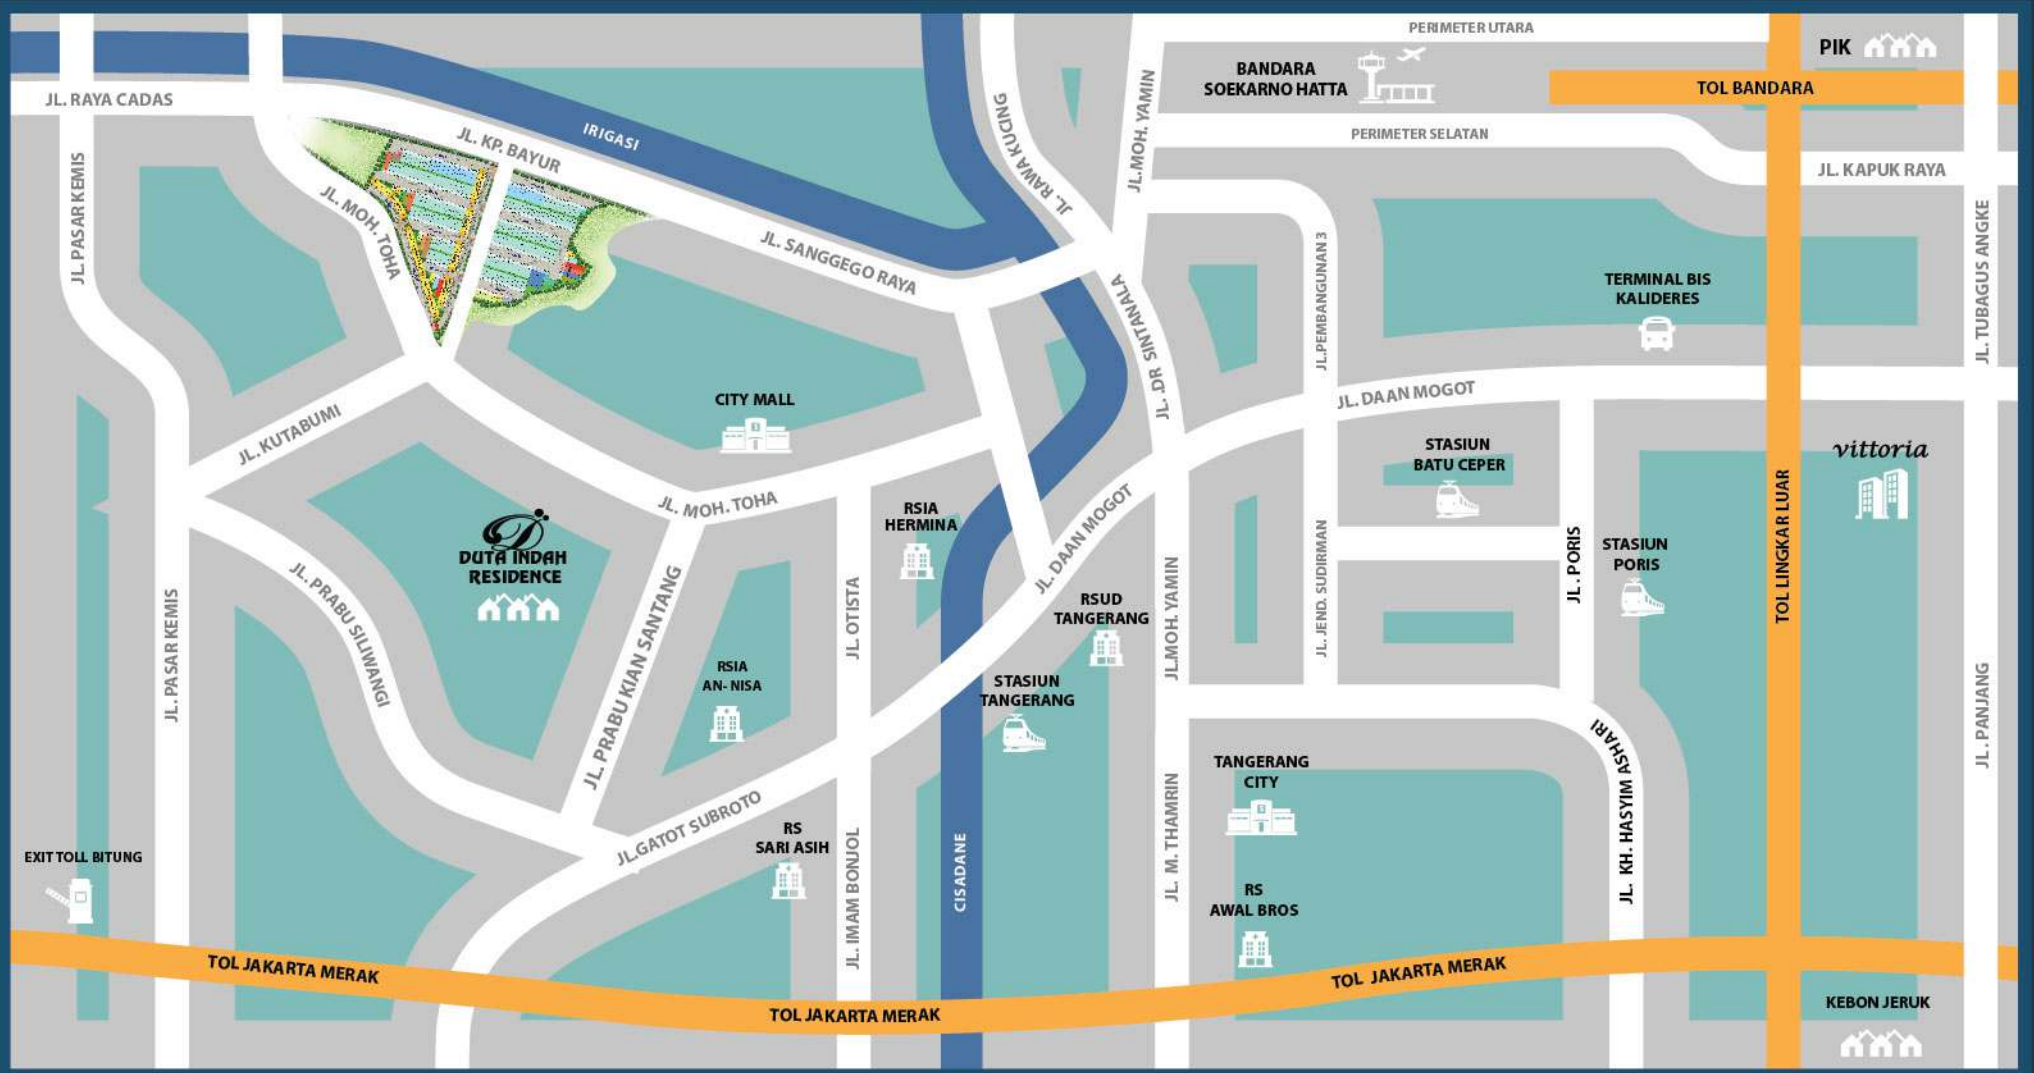 PERIMETER UTARA
PIK
BANDARA
SOEKARNO HATTA
TOL BANDARA
JL. RAYA CADAS
IRIGASI
JL. KP. BAYUR
JL. RAWA KUCING
JL.MOH. YAMIN
PERIMETER SELATAN
JL. KAPUK RAYA
JL. PASAR KEMIS
JL. MOH. TOHA
JL. SANGGEGO RAYA
JL. DR SINTANALA
JL.PEMBANGUNAN 3
TERMINAL BIS
KALIDERES
JL. TUBAGUS ANGKE
CITY MALL
JL. DAAN MOGOT
JL. KUTABUMI
STASIUN
BATU CEPER
vittoria
JL. MOH. TOHA
RSIA
HERMINA
JL. DAAN MOGOT
TOL LINGKAR LUAR
DUTA INDAH
RESIDENCE
JL. PRABU SILIWANGI
JL. PRABU KIAN SANTANG
JL. OTISTA
RSUD
TANGERANG
JL.MOH. YAMIN
JL. JEND. SUDIRMAN
JL . PORIS
STASIUN
PORIS
JL. PASAR KEMIS
RSIA
AN- NISA
STASIUN
TANGERANG
JL. PANJANG
JL. KH. HASYIM ASHARI
TANGERANG
CITY
JL.GATOT SUBROTO
RS
SARI ASIH
JL. IMAM BONJOL
CISADANE
JL. M. THAMRIN
EXIT TOLL BITUNG
RS
AWAL BROS
TOL JAKARTA MERAK
TOL JAKARTA MERAK
TOL JAKARTA MERAK
KEBON JERUK